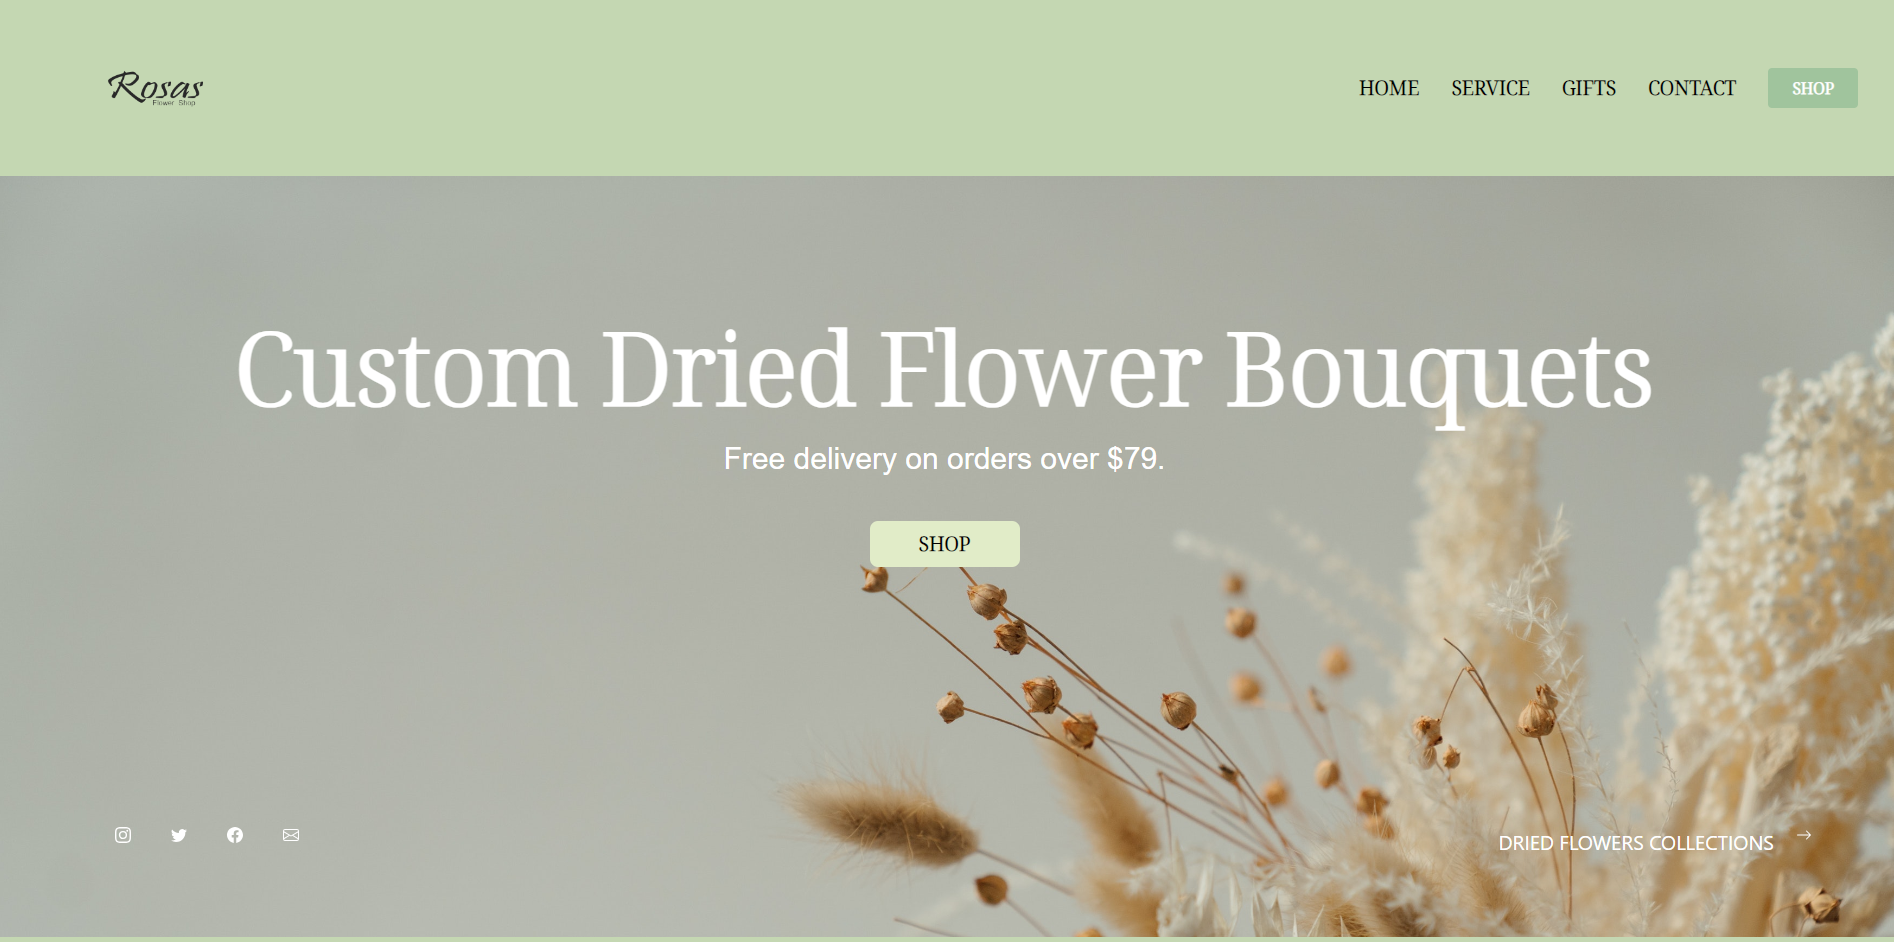 Rosas
Flower Shop
HOME SERVICE GIFTS CONTACT SHOP
Custom Dried Flower Bouquets
Free delivery on orders over $79.
SHOP
DRIED FLOWERS COLLECTIONS →